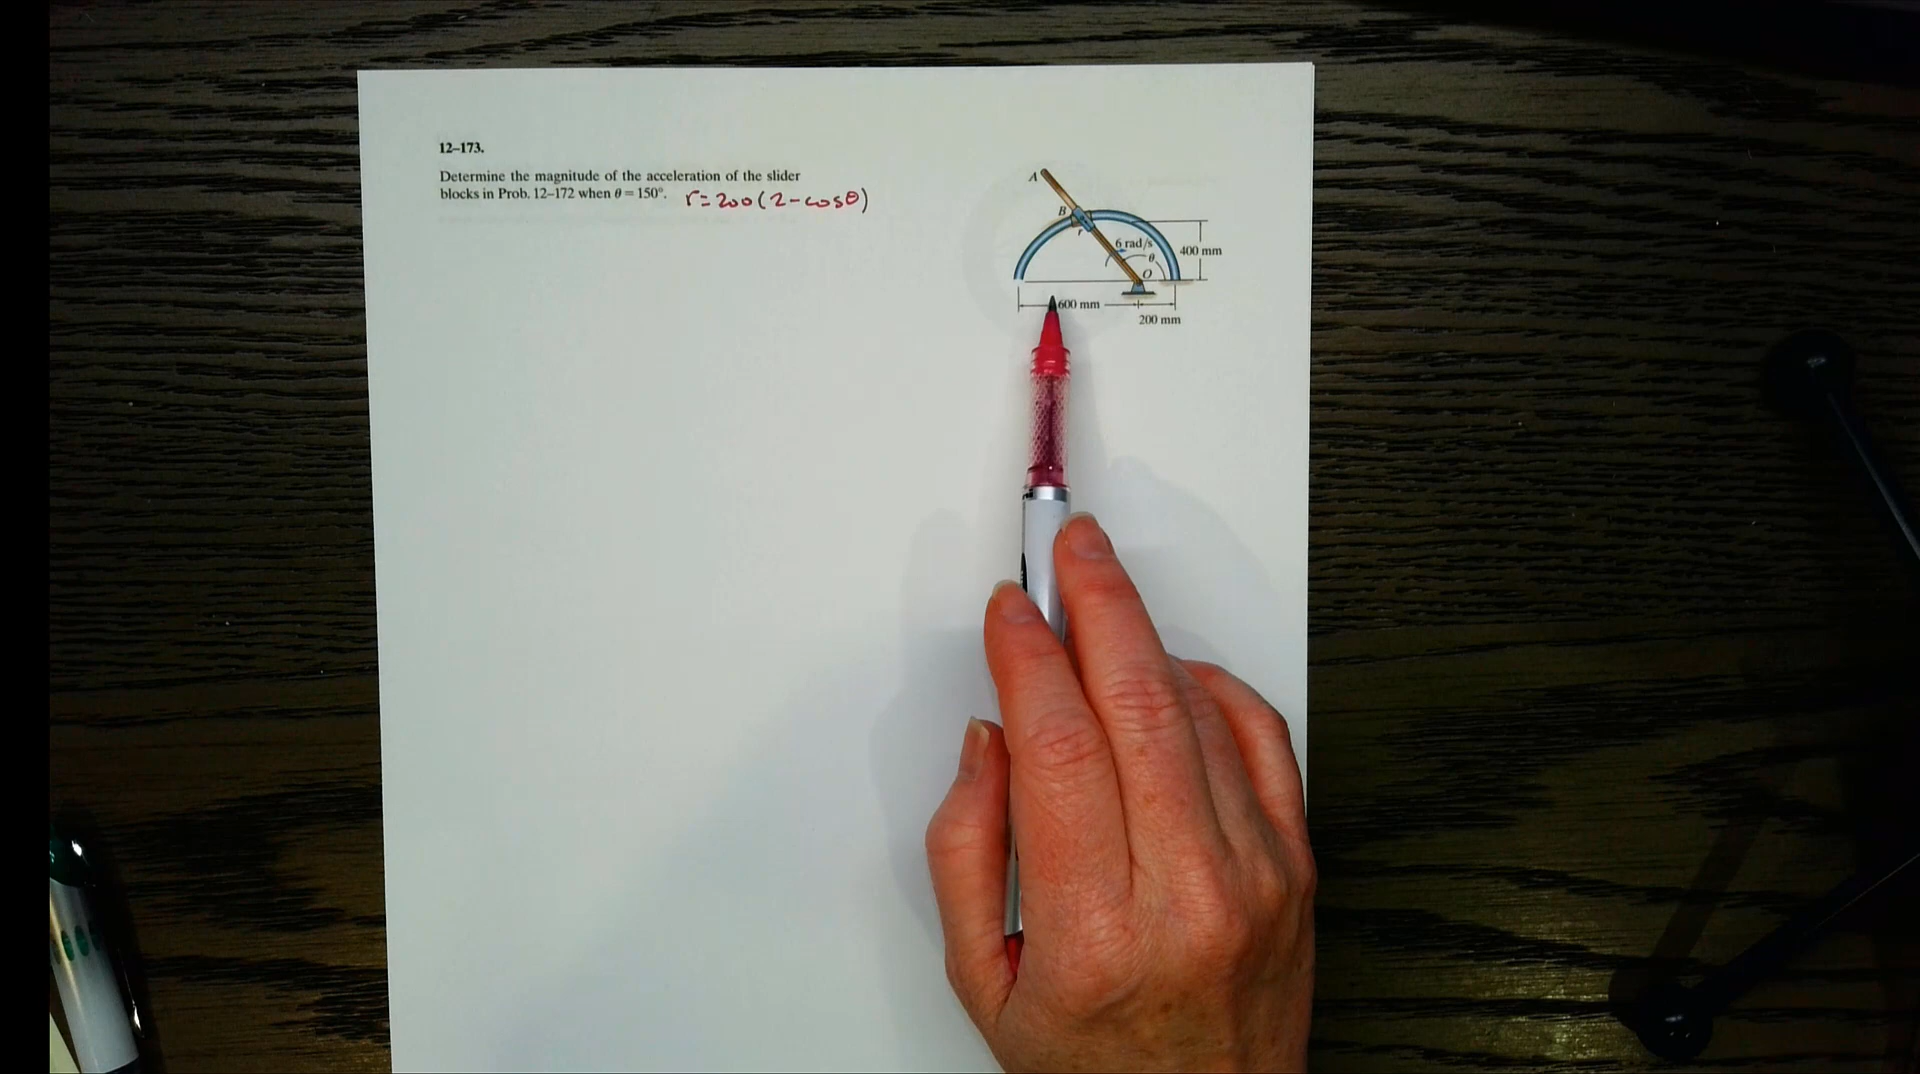 12–173.
Determine the magnitude of the acceleration of the slider
blocks in Prob. 12–172 when θ = 150°. r=200(2-cosθ)
A
B
r
6 rad/s
θ
400 mm
O
600 mm
200 mm